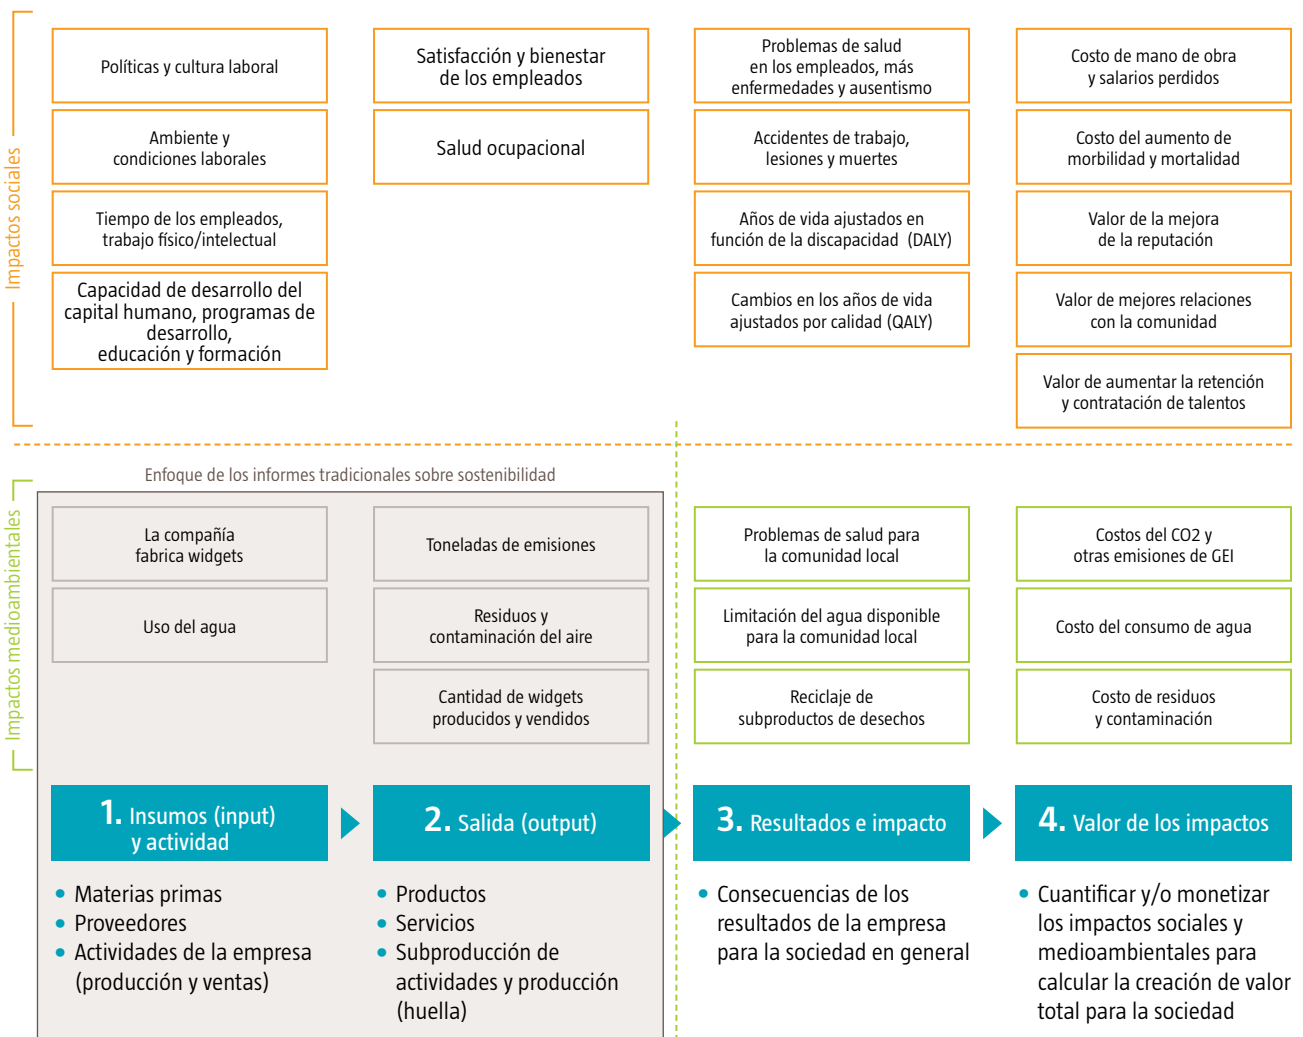 Impactos sociales
Políticas y cultura laboral
Ambiente y
condiciones laborales
Tiempo de los empleados,
trabajo físico/intelectual
Capacidad de desarrollo del
capital humano, programas de
desarrollo,
educación y formación
Satisfacción y bienestar
de los empleados
Salud ocupacional
Problemas de salud
en los empleados, más
enfermedades y ausentismo
Accidentes de trabajo,
lesiones y muertes
Años de vida ajustados en
función de la discapacidad (DALY)
Cambios en los años de vida
ajustados por calidad (QALY)
Costo de mano de obra
y salarios perdidos
Costo del aumento de
morbilidad y mortalidad
Valor de la mejora
de la reputación
Valor de mejores relaciones
con la comunidad
Valor de aumentar la retención
y contratación de talentos
Impactos medioambientales
Enfoque de los informes tradicionales sobre sostenibilidad
La compañía
fabrica widgets
Uso del agua
Toneladas de emisiones
Residuos y
contaminación del aire
Cantidad de widgets
producidos y vendidos
Problemas de salud para
la comunidad local
Limitación del agua disponible
para la comunidad local
Reciclaje de
subproductos de desechos
Costos del CO2 y
otras emisiones de GEI
Costo del consumo de agua
Costo de residuos
y contaminación
1. Insumos (input)
y actividad
• Materias primas
• Proveedores
• Actividades de la empresa
(producción y ventas)
2. Salida (output)
• Productos
• Servicios
• Subproducción de
actividades y producción
(huella)
3. Resultados e impacto
• Consecuencias de los
resultados de la empresa
para la sociedad en general
4. Valor de los impactos
• Cuantificar y/o monetizar
los impactos sociales y
medioambientales para
calcular la creación de valor
total para la sociedad